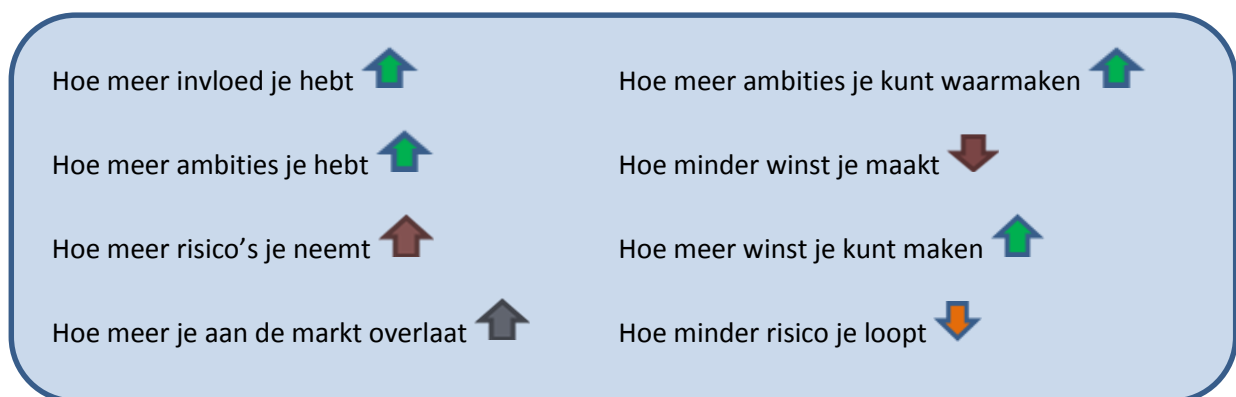 Hoe meer invloed je hebt Hoe meer ambities je kunt waarmaken
Hoe meer ambities je hebt Hoe minder winst je maakt
Hoe meer risico’s je neemt Hoe meer winst je kunt maken
Hoe meer je aan de markt overlaat Hoe minder risico je loopt